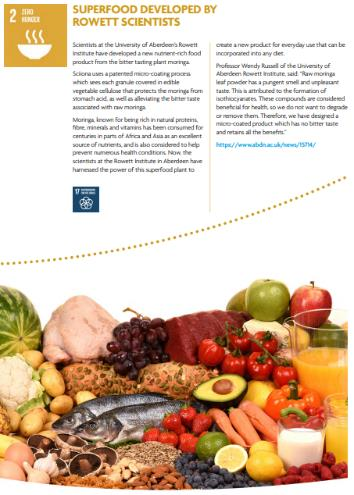 2 ZERO
HUNGER
SUPERFOOD DEVELOPED BY
ROWETT SCIENTISTS
Scientists at the University of Aberdeen's Rowett
Institute have developed a new nutrient-rich food
product from the bitter tasting plant moringa.
Sciona uses a patented micro-coating process
which sees each granule covered in edible
vegetable cellulose that protects the moringa from
stomach acid, as well as alleviating the bitter taste
associated with raw moringa.
Moringa, known for being rich in natural proteins,
fibre, minerals and vitamins has been consumed for
centuries in parts of Africa and Asia as an excellent
source of nutrients, and is also considered to help
prevent numerous health conditions. Now, the
scientists at the Rowett Institute in Aberdeen have
harnessed the power of this superfood plant to
create a new product for everyday use that can be
incorporated into any diet.
Professor Wendy Russell of the University of
Aberdeen Rowett Institute, said: "Raw moringa
leaf powder has a pungent smell and unpleasant
taste. This is attributed to the formation of
isothiocyanates. These compounds are considered
beneficial for health, so we do not want to degrade
or remove them. Therefore, we have designed a
micro-coated product which has no bitter taste
and retains all the benefits."
https://www.abdn.ac.uk/news/15714/
17